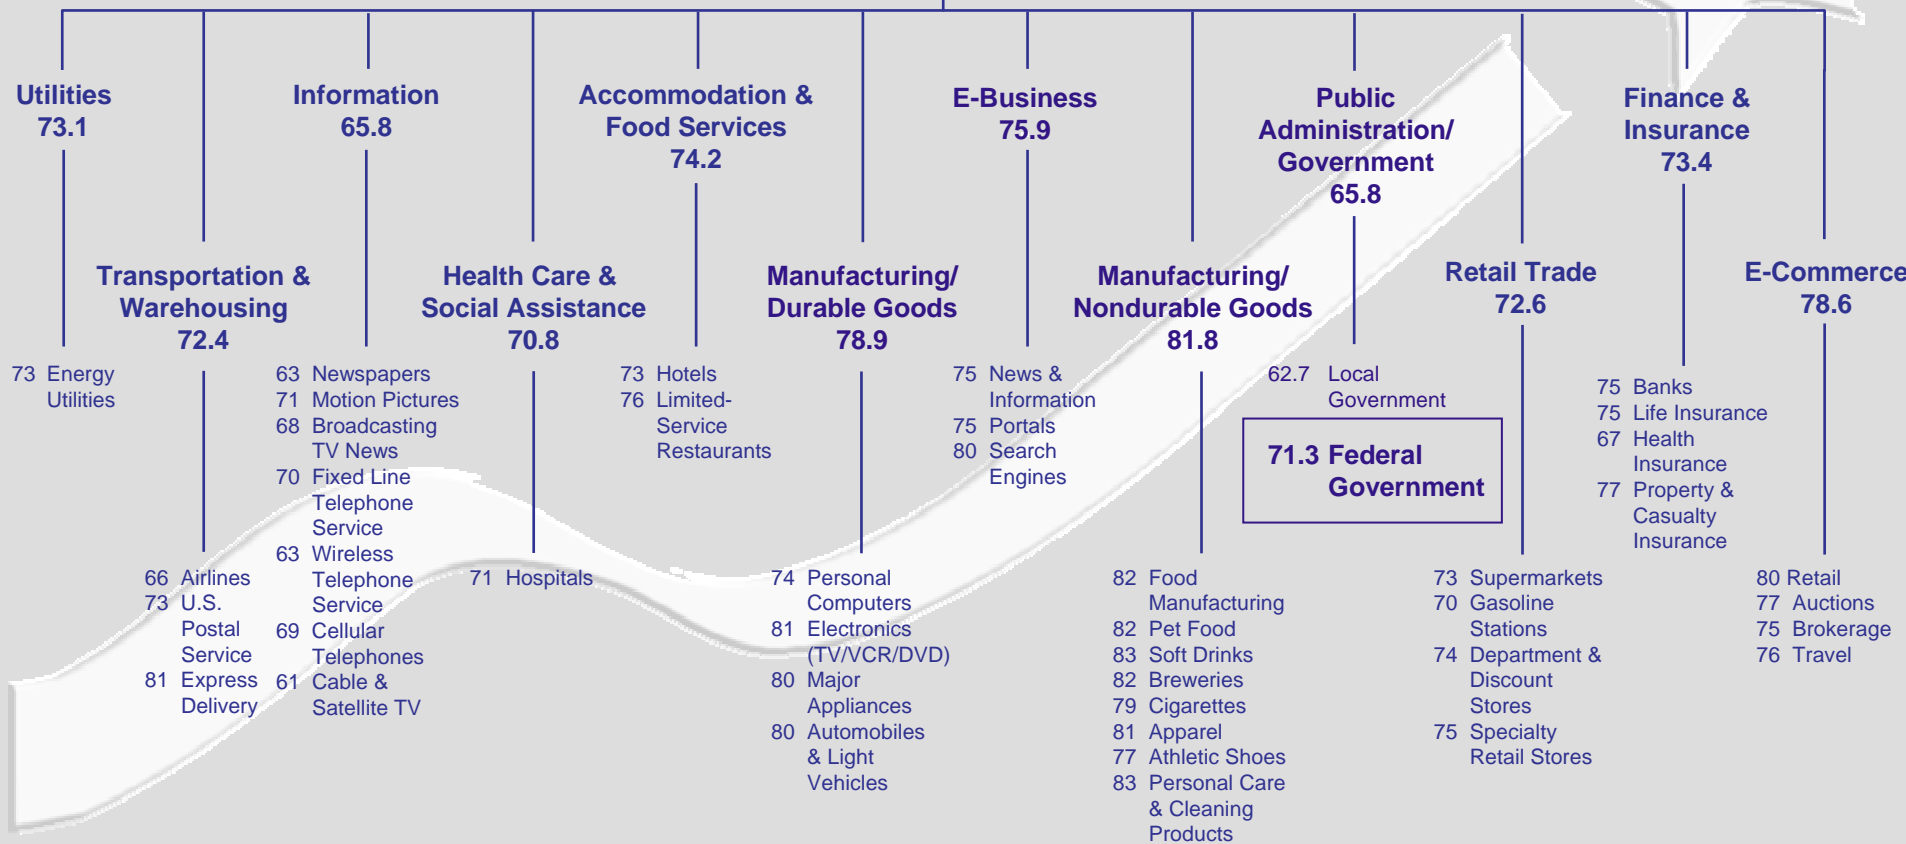 Utilities
73.1
73 Energy
Utilities
Transportation &
Warehousing
72.4
66 Airlines
73 U.S.
Postal
Service
81 Express
Delivery
Information
65.8
63 Newspapers
71 Motion Pictures
68 Broadcasting
TV News
70 Fixed Line
Telephone
Service
63 Wireless
Telephone
Service
69 Cellular
Telephones
61 Cable &
Satellite TV
Health Care &
Social Assistance
70.8
71 Hospitals
Accommodation &
Food Services
74.2
73 Hotels
76 Limited-
Service
Restaurants
Manufacturing/
Durable Goods
78.9
74 Personal
Computers
81 Electronics
(TV/VCR/DVD)
80 Major
Appliances
80 Automobiles
& Light
Vehicles
E-Business
75.9
75 News &
Information
75 Portals
80 Search
Engines
Manufacturing/
Nondurable Goods
81.8
82 Food
Manufacturing
82 Pet Food
83 Soft Drinks
82 Breweries
79 Cigarettes
81 Apparel
77 Athletic Shoes
83 Personal Care
& Cleaning
Products
Public
Administration/
Government
65.8
62.7 Local
Government
71.3 Federal
Government
Retail Trade
72.6
73 Supermarkets
70 Gasoline
Stations
74 Department &
Discount
Stores
75 Specialty
Retail Stores
Finance &
Insurance
73.4
75 Banks
75 Life Insurance
67 Health
Insurance
77 Property &
Casualty
Insurance
E-Commerce
78.6
80 Retail
77 Auctions
75 Brokerage
76 Travel